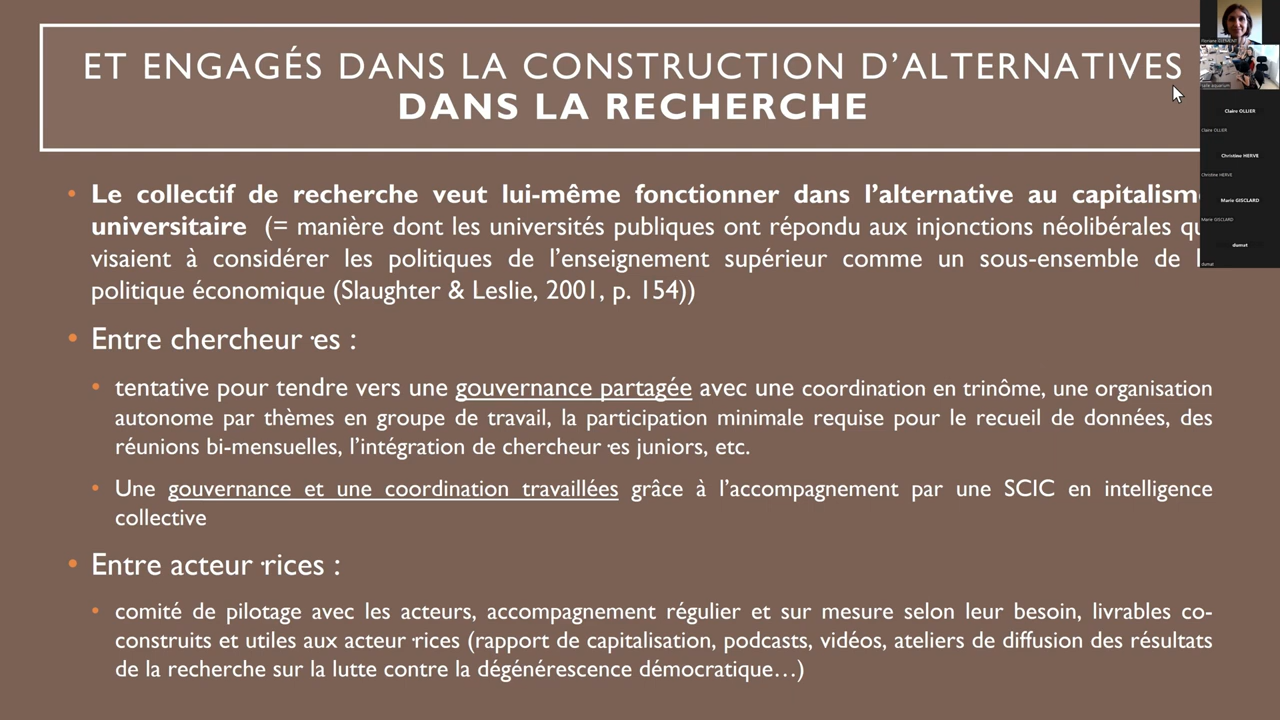 ET ENGAGÉS DANS LA CONSTRUCTION D'ALTERNATIVES
DANS LA RECHERCHE
• Le collectif de recherche veut lui-même fonctionner dans l'alternative au capitalisme
universitaire (= manière dont les universités publiques ont répondu aux injonctions néolibérales qu
visaient à considérer les politiques de l'enseignement supérieur comme un sous-ensemble de l
politique économique (Slaughter & Leslie, 2001, p. 154))
• Entre chercheur·es :
• tentative pour tendre vers une gouvernance partagée avec une coordination en trinôme, une organisation
autonome par thèmes en groupe de travail, la participation minimale requise pour le recueil de données, des
réunions bi-mensuelles, l'intégration de chercheur·es juniors, etc.
• Une gouvernance et une coordination travaillées grâce à l'accompagnement par une SCIC en intelligence
collective
• Entre acteur·rices :
• comité de pilotage avec les acteurs, accompagnement régulier et sur mesure selon leur besoin, livrables co-
construits et utiles aux acteur·rices (rapport de capitalisation, podcasts, vidéos, ateliers de diffusion des résultats
de la recherche sur la lutte contre la dégénérescence démocratique…)
Claire OLLIER
Claire OLLIER
Christine HERVE
Christine HERVE
Marie GISCLARD
Marie GISCLARD
dumat
dumat